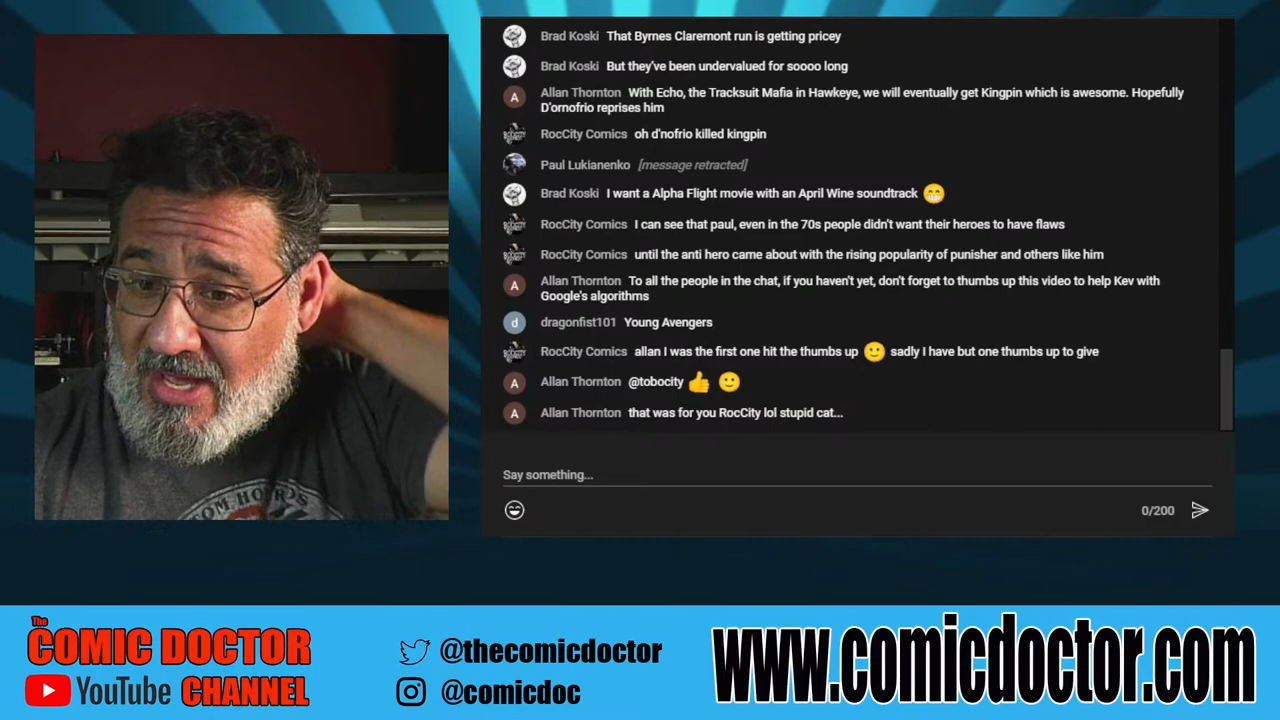 Brad Koski That Byrnes Claremont run is getting pricey
Brad Koski But they've been undervalued for soooo long
A Allan Thornton With Echo, the Tracksuit Mafia in Hawkeye, we will eventually get Kingpin which is awesome. Hopefully
D'ornofrio reprises him
RocCity Comics oh d'nofrio killed kingpin
Paul Lukianenko [message retracted]
Brad Koski I want a Alpha Flight movie with an April Wine soundtrack 😁
RocCity Comics I can see that paul, even in the 70s people didn't want their heroes to have flaws
RocCity Comics until the anti hero came about with the rising popularity of punisher and others like him
A Allan Thornton To all the people in the chat, if you haven't yet, don't forget to thumbs up this video to help Kev with
Google's algorithms
d dragonfist101 Young Avengers
RocCity Comics allan I was the first one hit the thumbs up 🙂 sadly I have but one thumbs up to give
A Allan Thornton @tobocity 👍 🙂
A Allan Thornton that was for you RocCity lol stupid cat...
Say something...
0/200
The
COMIC DOCTOR
YouTube CHANNEL
@thecomicdoctor
@comicdoc
www.comicdoctor.com